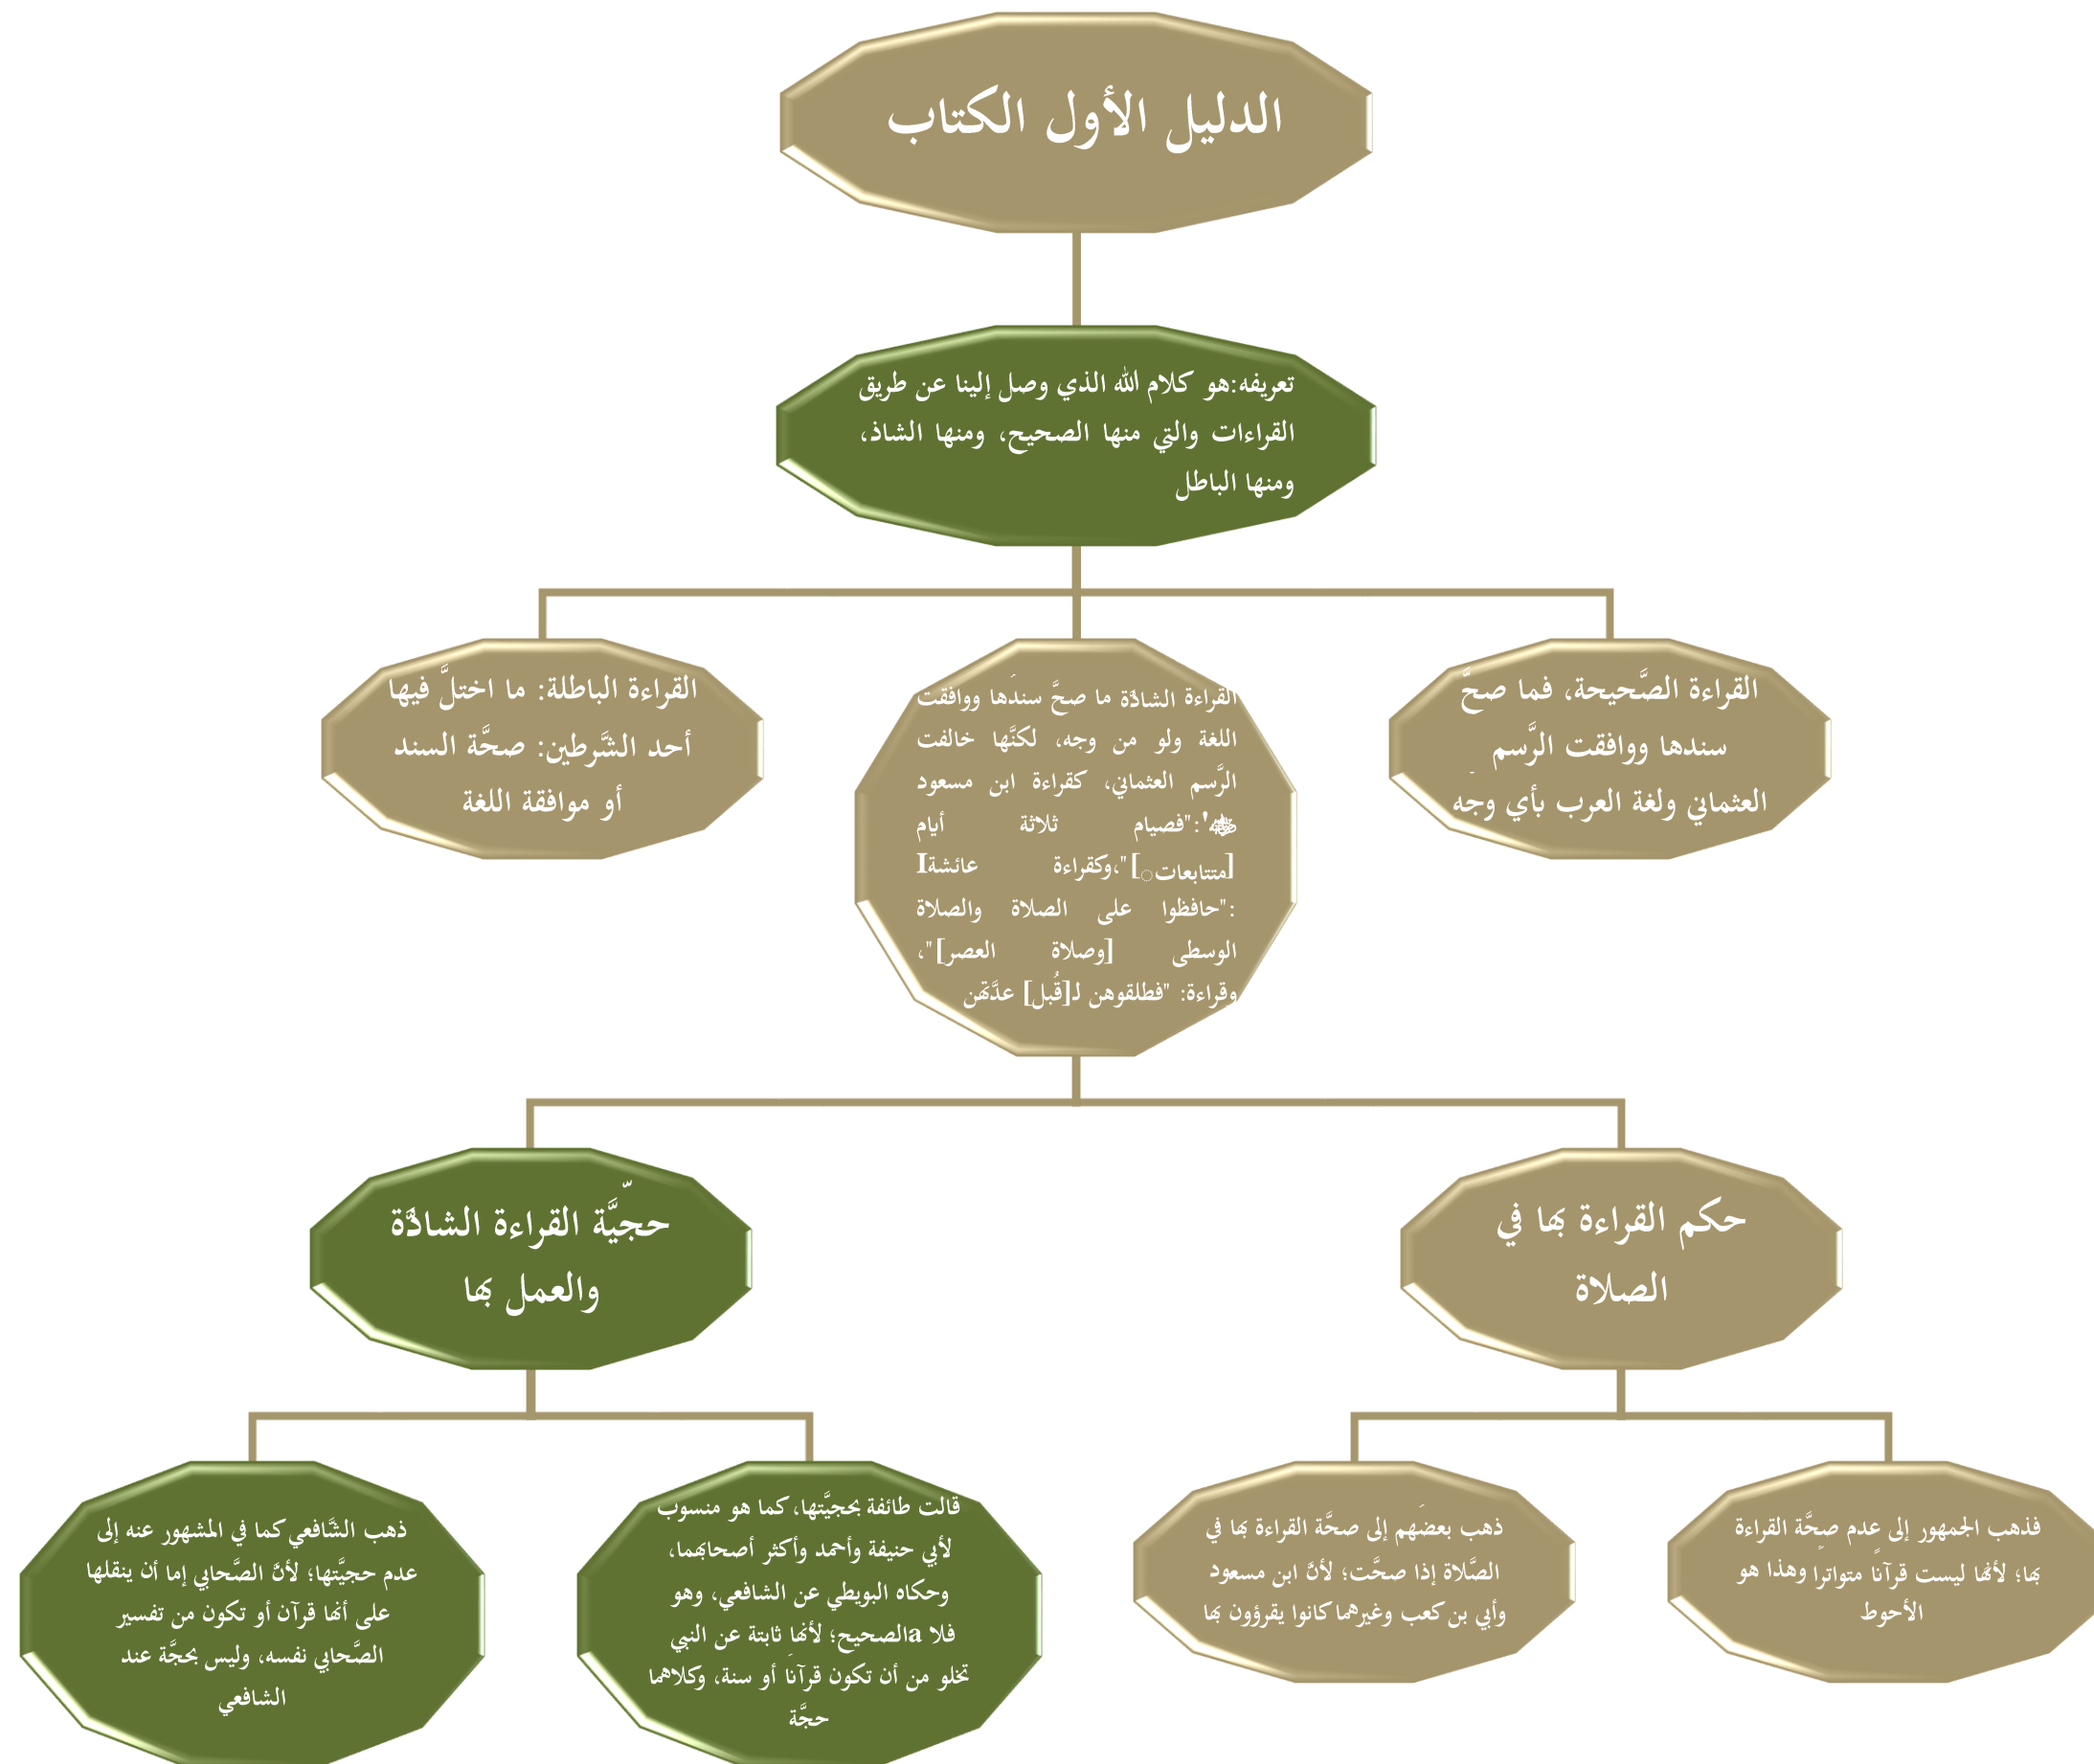 الدليل الأول الكتاب
تعريفه:هو كلام الله الذي وصل إلينا عن طريق
القراءات والتي منها الصحيح، ومنها الشاذ،
ومنها الباطل
القراءة الصَّحيحة، فما صحَّ
سندها ووافقت الرَّسم
العثماني ولغة العرب بأي وجه
القراءة الشاذَّة ما صحَّ سندُها ووافقت
اللغة ولو من وجه، لكنَّها خالفت
الرَّسم العثماني، كقراءة ابن مسعود
ﷺ':"فصيام ثلاثة أيام
[متتابعات]"،وكقراءة عائشةI
:"حافظوا على الصلاة والصلاة
الوسطى [وصلاة العصر]"،
وقراءة: "فطلقوهن لـ[قُبل] عدَّتهن
القراءة الباطلة: ما اختلَّ فيها
أحد الشَّرطين: صحَّة السند
أو موافقة اللغة
حكم القراءة بها في
الصلاة
فذهب الجمهور إلى عدم صحَّة القراءة
بها؛ لأنَّها ليست قرآنًا متواترًا وهذا هو
الأحوط
ذهب بعضُهم إلى صحَّة القراءة بها في
الصَّلاة إذا صحَّت؛ لأنَّ ابن مسعود
وأبي بن كعب وغيرهما كانوا يقرؤون بها
حجِّيَّة القراءة الشاذَّة
والعمل بها
قالت طائفة بحجيَّتها، كما هو منسوب
لأبي حنيفة وأحمد وأكثر أصحابهما،
وحكاه البويطي عن الشافعي، وهو
الصحيح؛ لأنَّها ثابتة عن النبي a فلا
تخلو من أن تكون قرآنًا أو سنة، وكلاهما
حجَّة
ذهب الشَّافعي كما في المشهور عنه إلى
عدم حجيَّتها؛ لأنَّ الصَّحابي إما أن ينقلها
على أنها قرآن أو تكون من تفسير
الصَّحابي نفسه، وليس بحجَّة عند
الشافعي